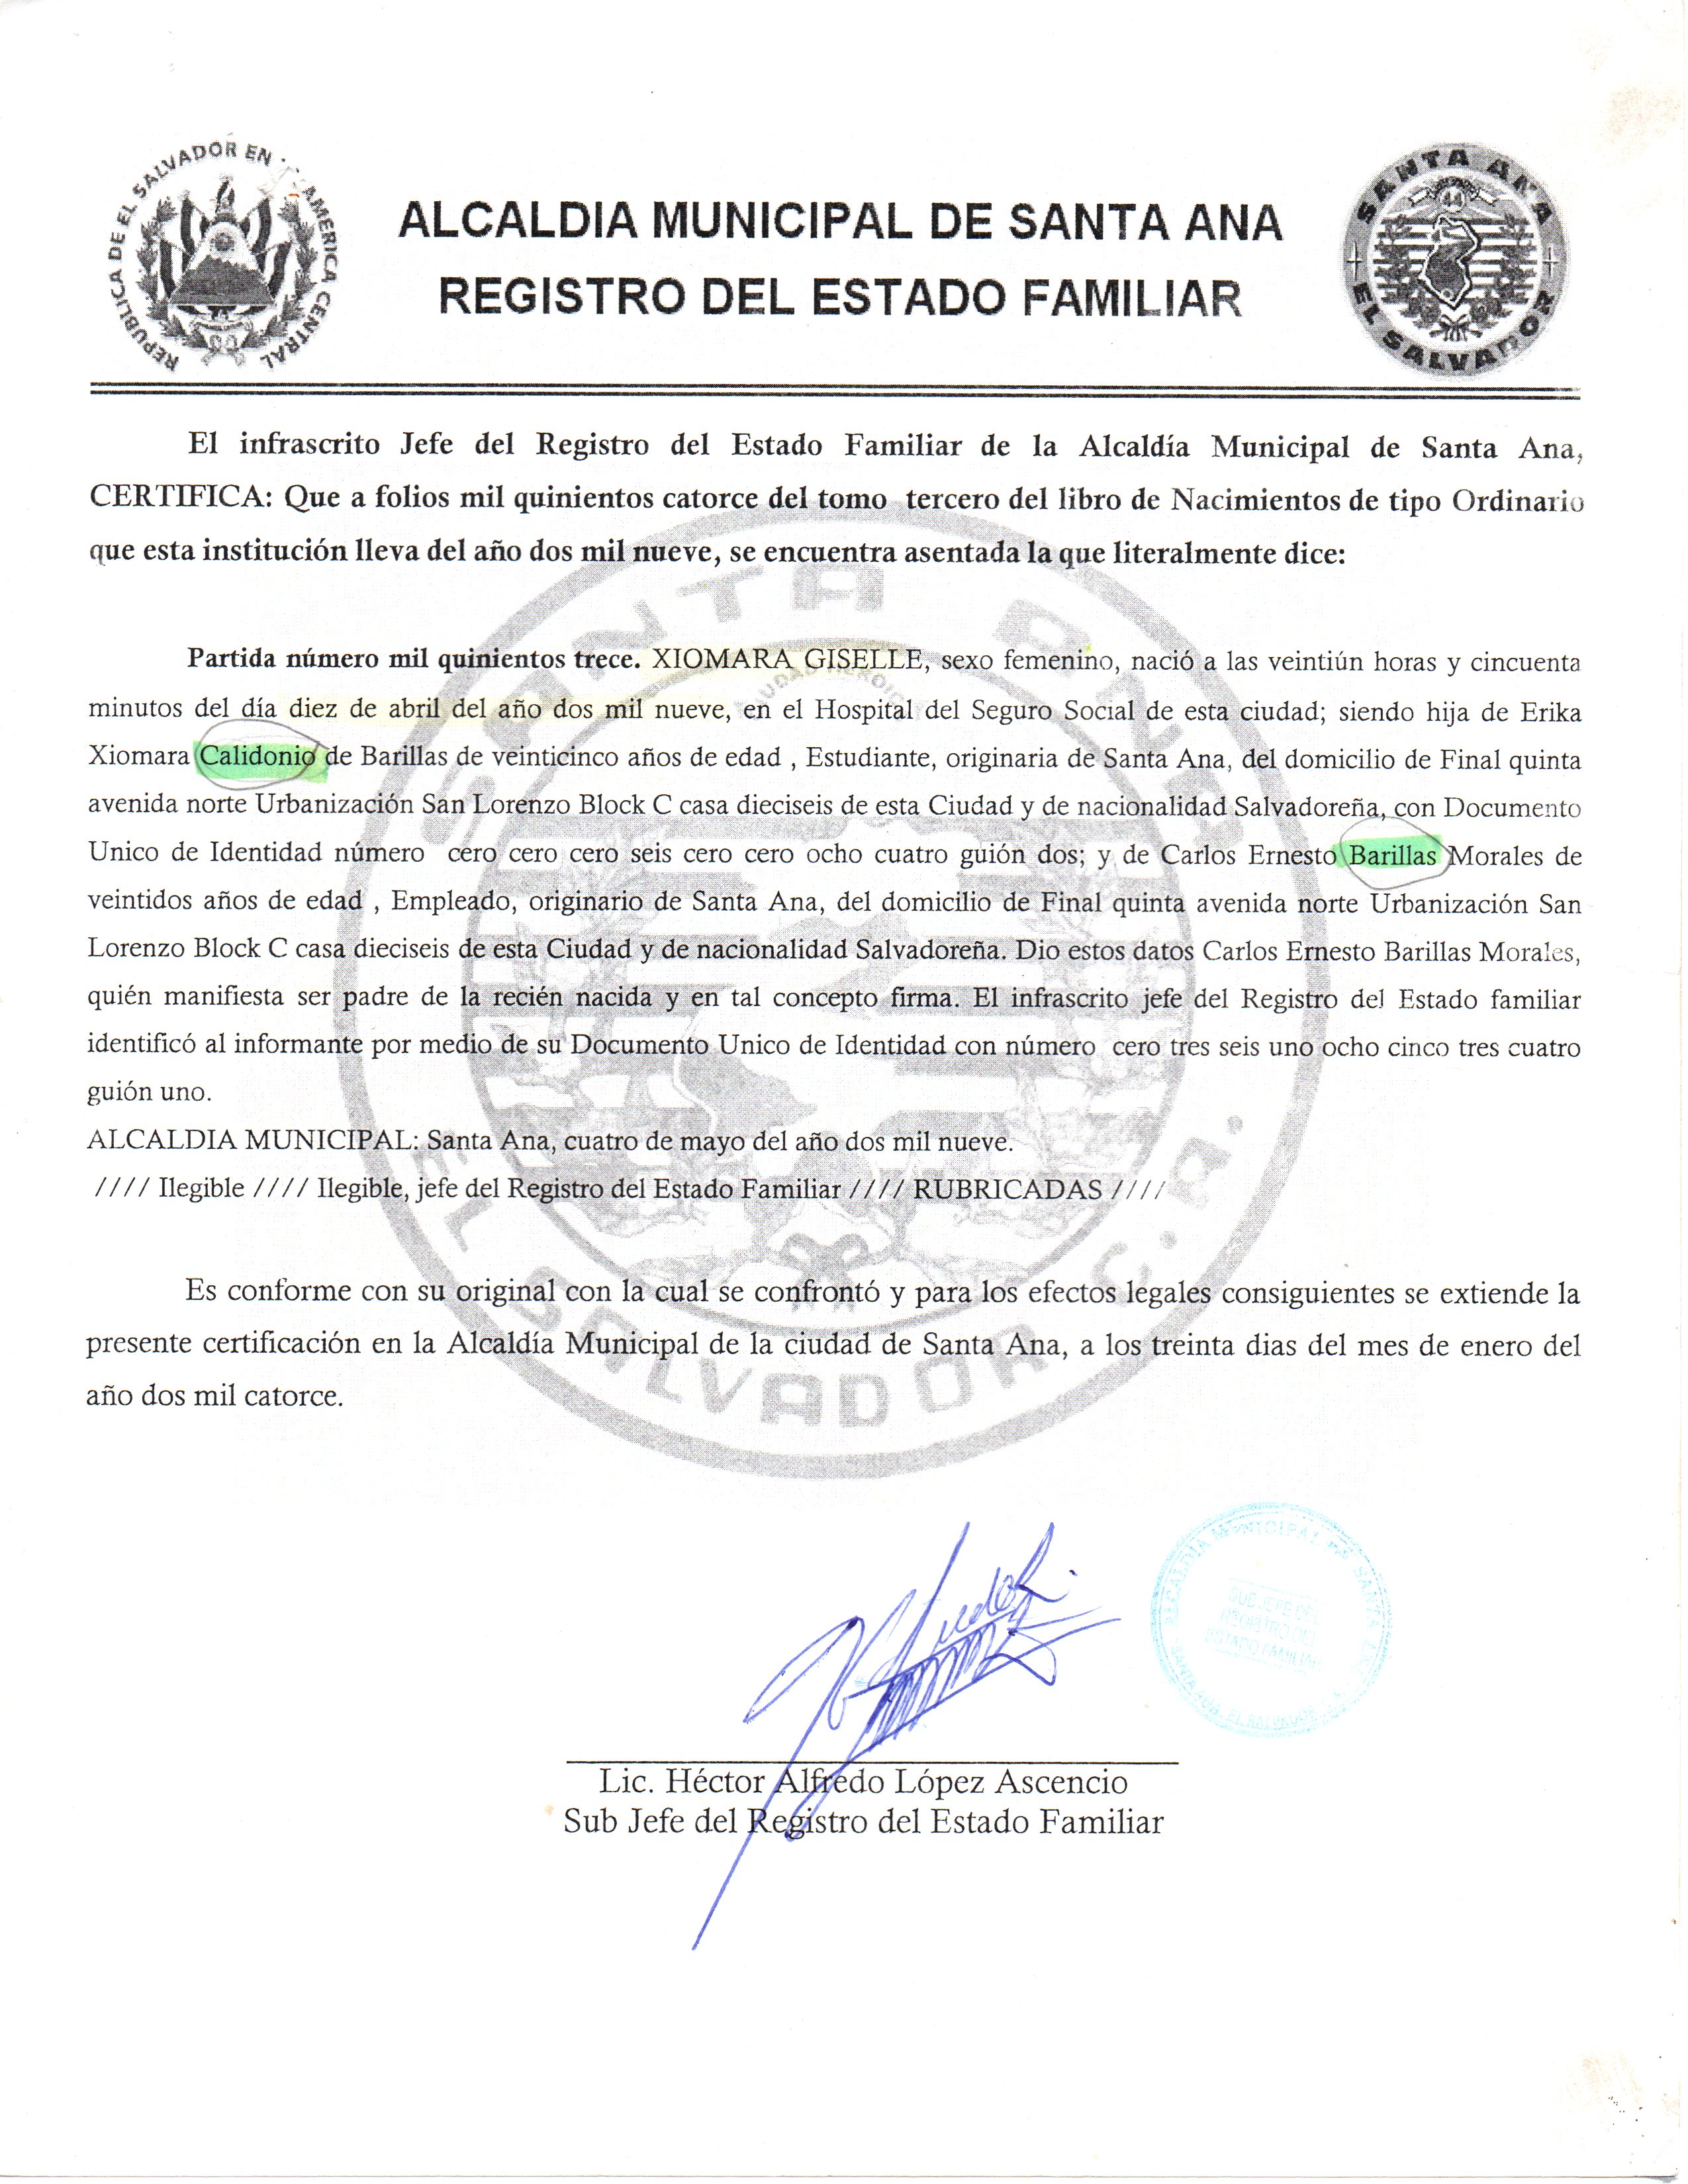 REPUBLICA DE EL SALVADOR EN AMERICA CENTRAL
SANTA ANA
EL SALVADOR
ALCALDIA MUNICIPAL DE SANTA ANA
REGISTRO DEL ESTADO FAMILIAR
El infrascrito Jefe del Registro del Estado Familiar de la Alcaldía Municipal de Santa Ana,
CERTIFICA: Que a folios mil quinientos catorce del tomo tercero del libro de Nacimientos de tipo Ordinario
que esta institución lleva del año dos mil nueve, se encuentra asentada la que literalmente dice:
Partida número mil quinientos trece. XIOMARA GISELLE, sexo femenino, nació a las veintiún horas y cincuenta
minutos del día diez de abril del año dos mil nueve, en el Hospital del Seguro Social de esta ciudad; siendo hija de Erika
Xiomara Calidonio de Barillas de veinticinco años de edad , Estudiante, originaria de Santa Ana, del domicilio de Final quinta
avenida norte Urbanización San Lorenzo Block C casa dieciseis de esta Ciudad y de nacionalidad Salvadoreña, con Documento
Unico de Identidad número cero cero cero seis cero cero ocho cuatro guión dos; y de Carlos Ernesto Barillas Morales de
veintidos años de edad , Empleado, originario de Santa Ana, del domicilio de Final quinta avenida norte Urbanización San
Lorenzo Block C casa dieciseis de esta Ciudad y de nacionalidad Salvadoreña. Dio estos datos Carlos Ernesto Barillas Morales,
quién manifiesta ser padre de la recién nacida y en tal concepto firma. El infrascrito jefe del Registro del Estado familiar
identificó al informante por medio de su Documento Unico de Identidad con número cero tres seis uno ocho cinco tres cuatro
guión uno.
ALCALDIA MUNICIPAL: Santa Ana, cuatro de mayo del año dos mil nueve.
//// Ilegible //// Ilegible, jefe del Registro del Estado Familiar //// RUBRICADAS ////
Es conforme con su original con la cual se confrontó y para los efectos legales consiguientes se extiende la
presente certificación en la Alcaldía Municipal de la ciudad de Santa Ana, a los treinta dias del mes de enero del
año dos mil catorce.
SANTA ANA
EL SALVADOR C.A.
ALCALDIA MUNICIPAL DE SANTA ANA
SUB JEFE DEL
REGISTRO DEL
ESTADO FAMILIAR
SANTA ANA, EL SALVADOR
Lic. Héctor Alfredo López Ascencio
Sub Jefe del Registro del Estado Familiar